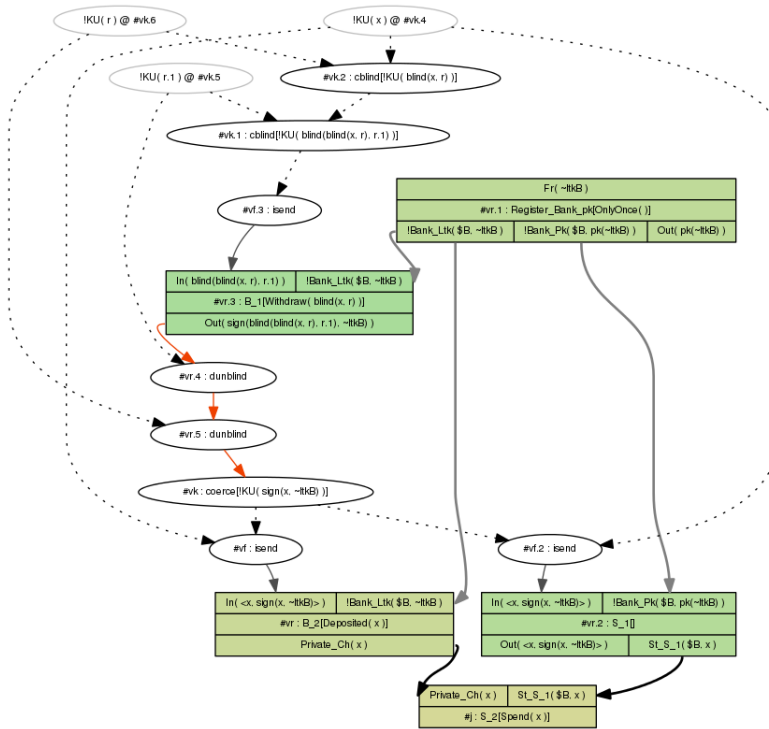 !KU( r ) @ #vk.6
!KU( x ) @ #vk.4
!KU( r.1 ) @ #vk.5
#vk.2 : cblind[!KU( blind(x, r) )]
#vk.1 : cblind[!KU( blind(blind(x, r), r.1) )]
#vf.3 : isend
Fr( ~ltkB )
#vr.1 : Register_Bank_pk[OnlyOnce( )]
!Bank_Ltk( $B, ~ltkB ) !Bank_Pk( $B, pk(~ltkB) ) Out( pk(~ltkB) )
In( blind(blind(x, r), r.1) ) !Bank_Ltk( $B, ~ltkB )
#vr.3 : B_1[Withdraw( blind(x, r) )]
Out( sign(blind(blind(x, r), r.1), ~ltkB) )
#vr.4 : dunblind
#vr.5 : dunblind
#vk : coerce[!KU( sign(x, ~ltkB) )]
#vf : isend
#vf.2 : isend
In( <x, sign(x, ~ltkB)> ) !Bank_Ltk( $B, ~ltkB )
#vr : B_2[Deposited( x )]
Private_Ch( x )
In( <x, sign(x, ~ltkB)> ) !Bank_Pk( $B, pk(~ltkB) )
#vr.2 : S_1[]
Out( <x, sign(x, ~ltkB)> ) St_S_1( $B, x )
Private_Ch( x ) St_S_1( $B, x )
#j : S_2[Spend( x )]